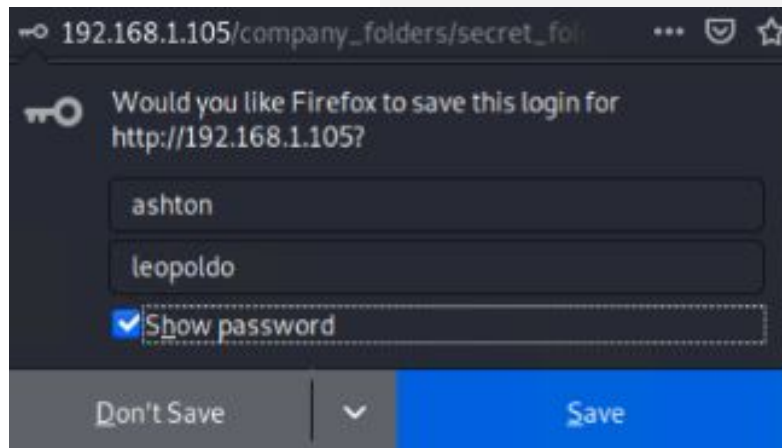 192.168.1.105/company_folders/secret_fol
Would you like Firefox to save this login for
http://192.168.1.105?
ashton
leopoldo
Show password
Don't Save
Save